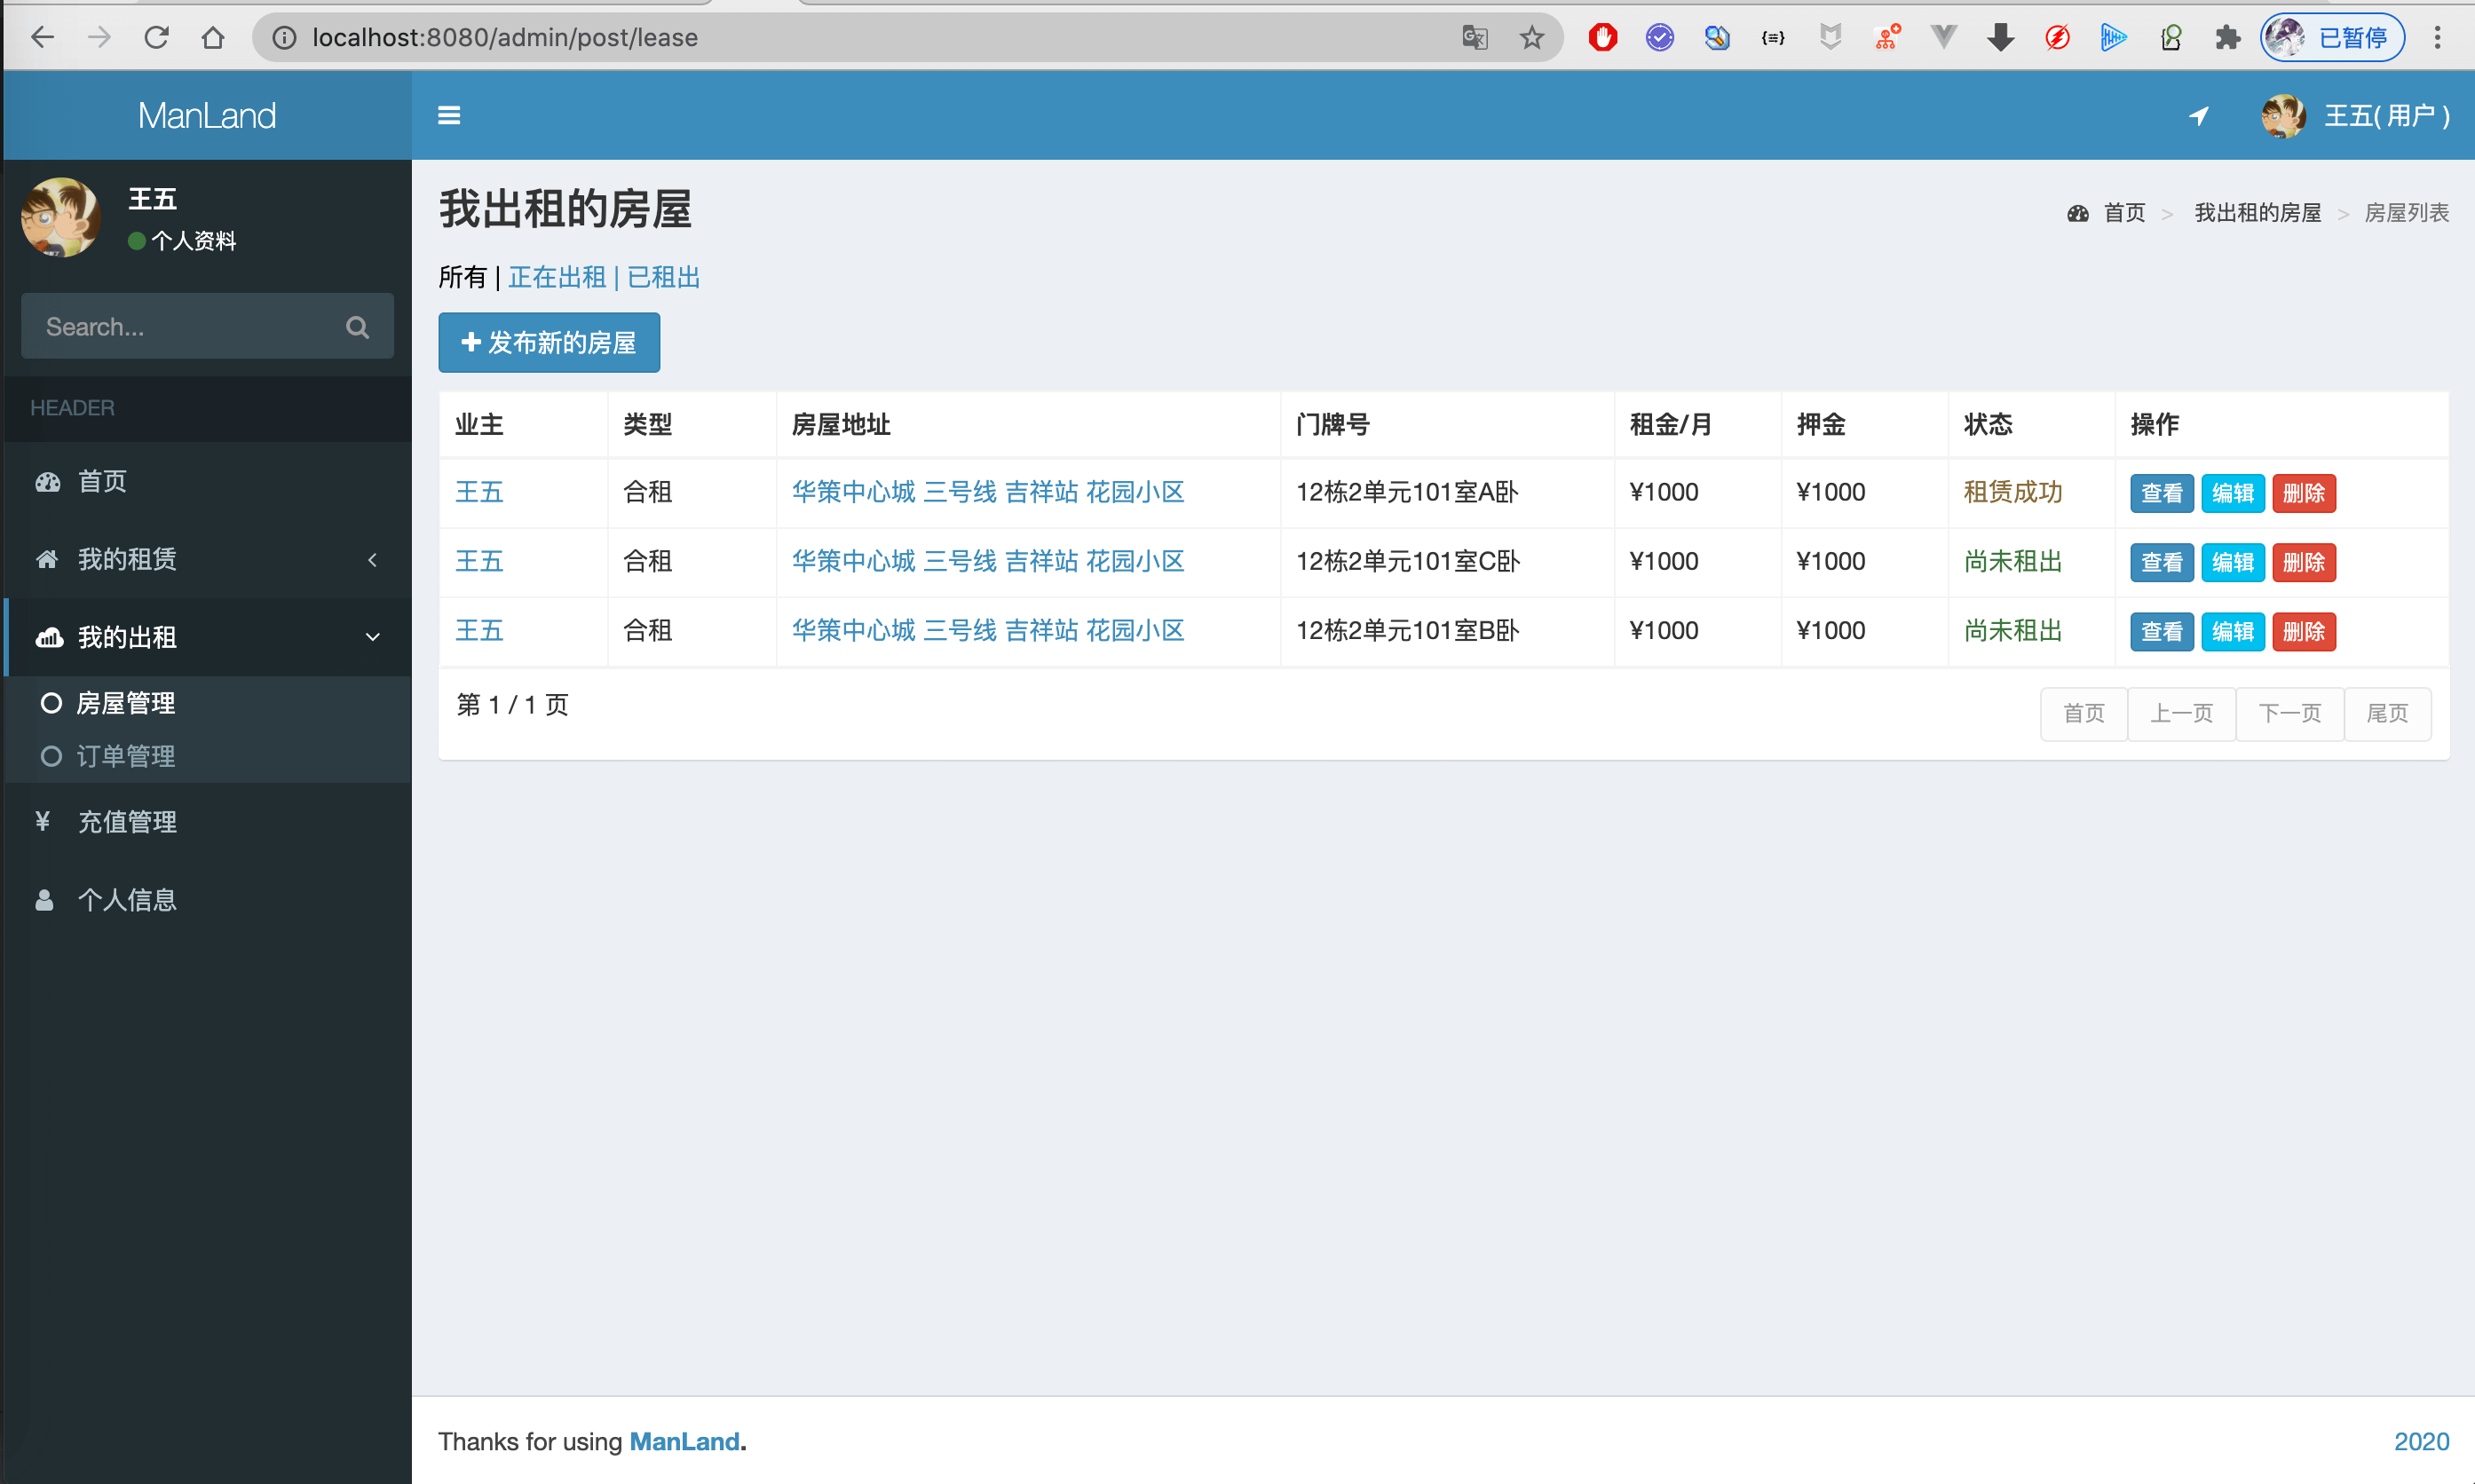 localhost:8080/admin/post/lease
已暂停
ManLand
王五( 用户 )
王五
个人资料
Search...
HEADER
首页
我的租赁
我的出租
房屋管理
订单管理
¥ 充值管理
个人信息
我出租的房屋
首页 > 我出租的房屋 > 房屋列表
所有 | 正在出租 | 已租出
发布新的房屋
业主 类型 房屋地址 门牌号 租金/月 押金 状态 操作
王五 合租 华策中心城 三号线 吉祥站 花园小区 12栋2单元101室A卧 ¥1000 ¥1000 租赁成功 查看 编辑 删除
王五 合租 华策中心城 三号线 吉祥站 花园小区 12栋2单元101室C卧 ¥1000 ¥1000 尚未租出 查看 编辑 删除
王五 合租 华策中心城 三号线 吉祥站 花园小区 12栋2单元101室B卧 ¥1000 ¥1000 尚未租出 查看 编辑 删除
第 1 / 1 页
首页 上一页 下一页 尾页
Thanks for using ManLand.
2020